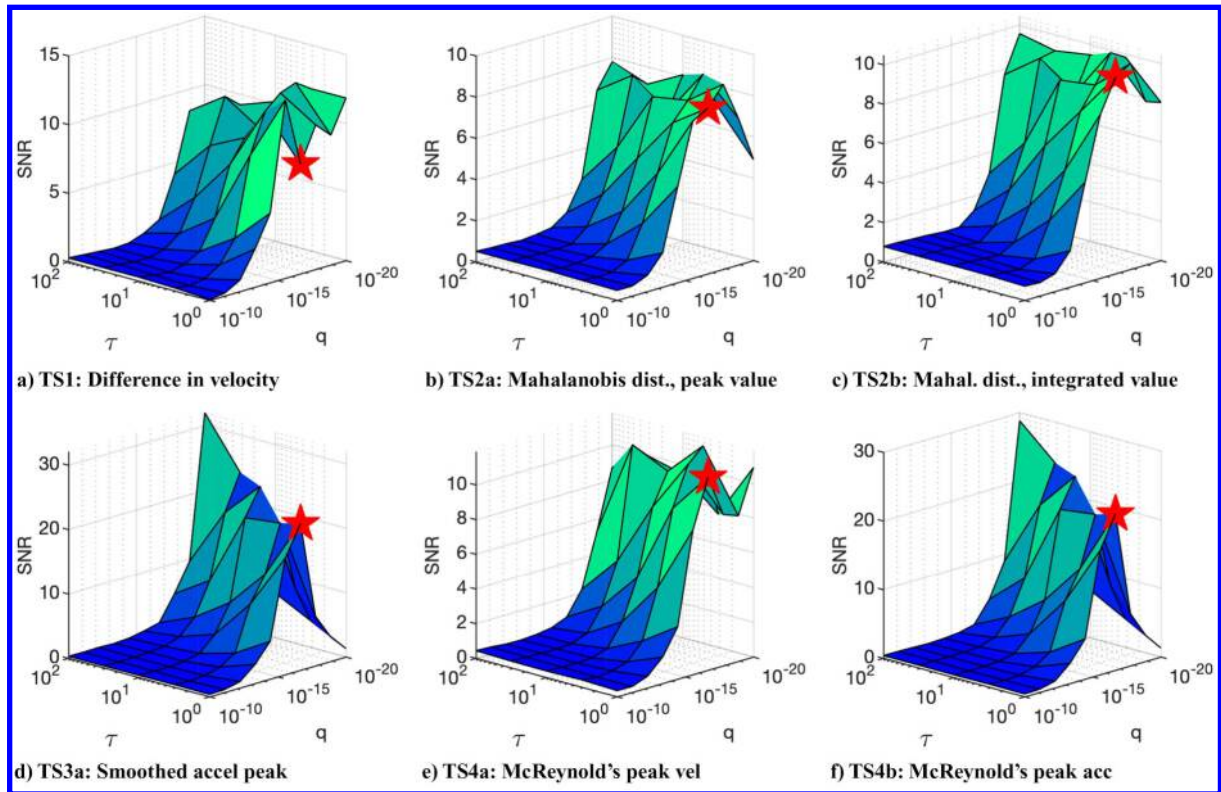 15
10
5
0
SNR
10²
10¹
10⁰
τ
10⁻¹⁰
10⁻¹⁵
10⁻²⁰
q
a) TS1: Difference in velocity
10
8
6
4
2
0
SNR
10²
10¹
10⁰
τ
10⁻¹⁰
10⁻¹⁵
10⁻²⁰
q
b) TS2a: Mahalanobis dist., peak value
10
8
6
4
2
0
SNR
10²
10¹
10⁰
τ
10⁻¹⁰
10⁻¹⁵
10⁻²⁰
q
c) TS2b: Mahal. dist., integrated value
30
20
10
0
SNR
10²
10¹
10⁰
τ
10⁻¹⁰
10⁻¹⁵
10⁻²⁰
q
d) TS3a: Smoothed accel peak
10
8
6
4
2
0
SNR
10²
10¹
10⁰
τ
10⁻¹⁰
10⁻¹⁵
10⁻²⁰
q
e) TS4a: McReynold's peak vel
30
20
10
0
SNR
10²
10¹
10⁰
τ
10⁻¹⁰
10⁻¹⁵
10⁻²⁰
q
f) TS4b: McReynold's peak acc